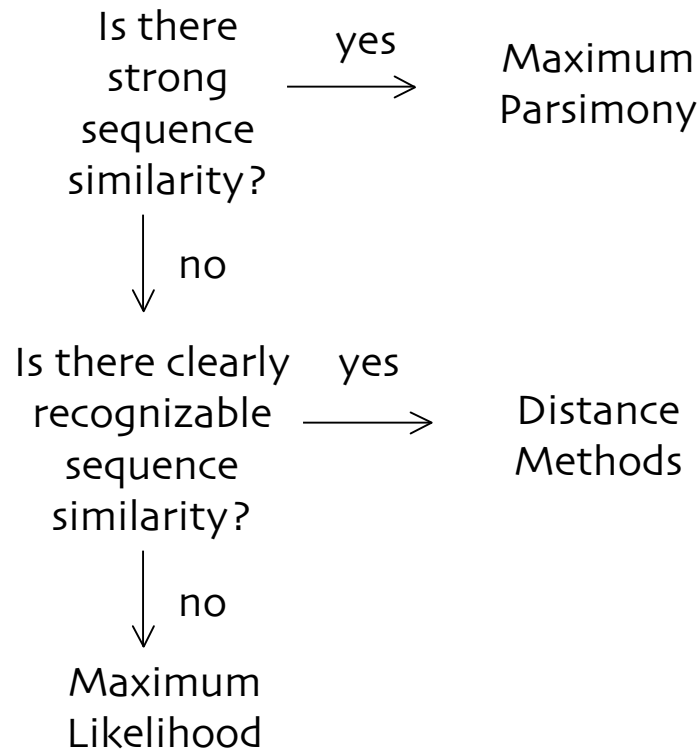 Is there
strong
sequence
similarity?
yes
Maximum
Parsimony
no
Is there clearly
recognizable
sequence
similarity?
yes
Distance
Methods
no
Maximum
Likelihood